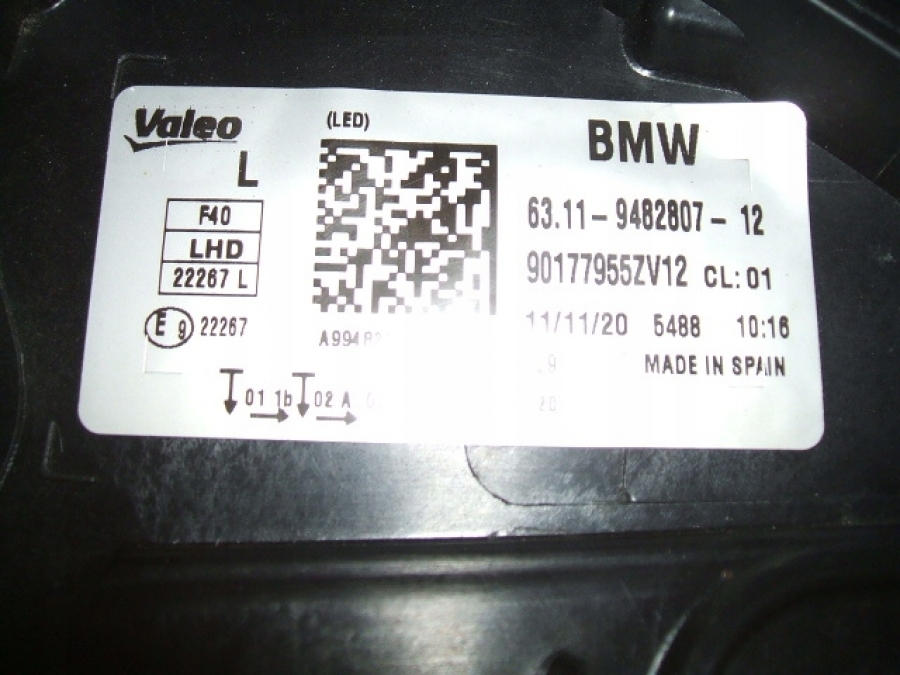 Valeo
L
(LED)
BMW
F40
LHD
22267 L
E 9 22267
63.11-9482807-12
90177955ZV12 CL:01
11/11/20 5488 10:16
MADE IN SPAIN
01 1b 02 A